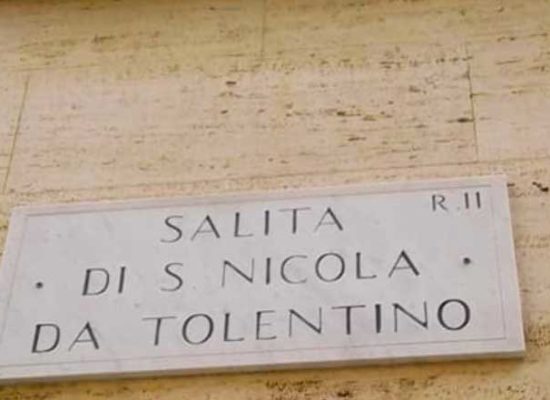 R.II
SALITA
· DI S. NICOLA ·
DA TOLENTINO